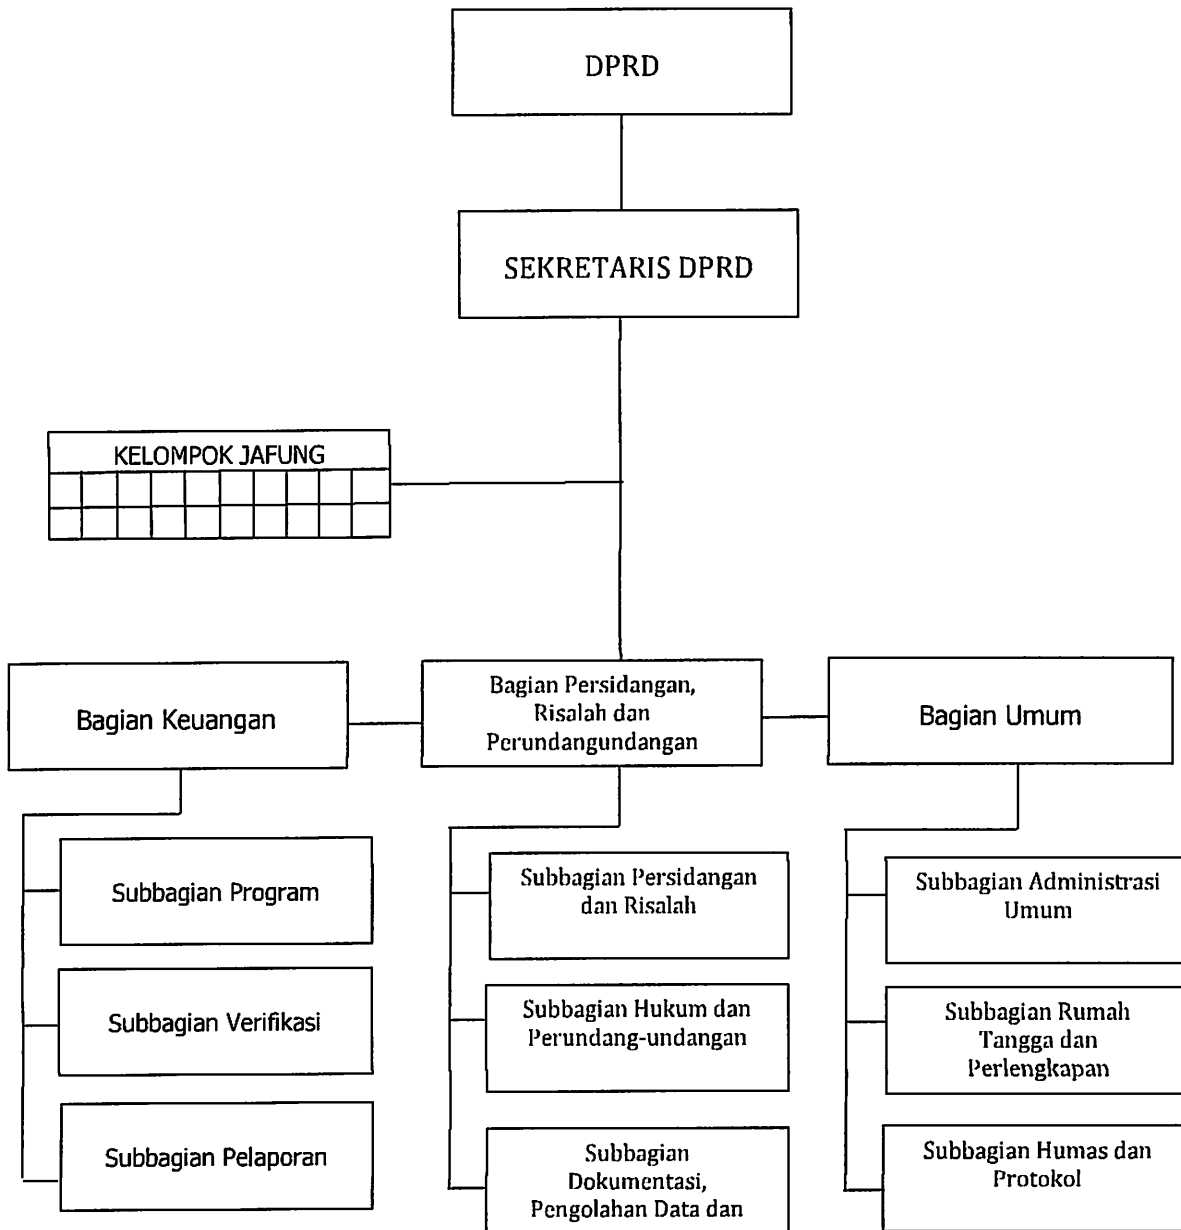 DPRD
SEKRETARIS DPRD
KELOMPOK JAFUNG
Bagian Keuangan
Bagian Persidangan,
Risalah dan
Perundangundangan
Bagian Umum
Subbagian Program
Subbagian Verifikasi
Subbagian Pelaporan
Subbagian Persidangan
dan Risalah
Subbagian Hukum dan
Perundang-undangan
Subbagian
Dokumentasi,
Pengolahan Data dan
Subbagian Administrasi
Umum
Subbagian Rumah
Tangga dan
Perlengkapan
Subbagian Humas dan
Protokol